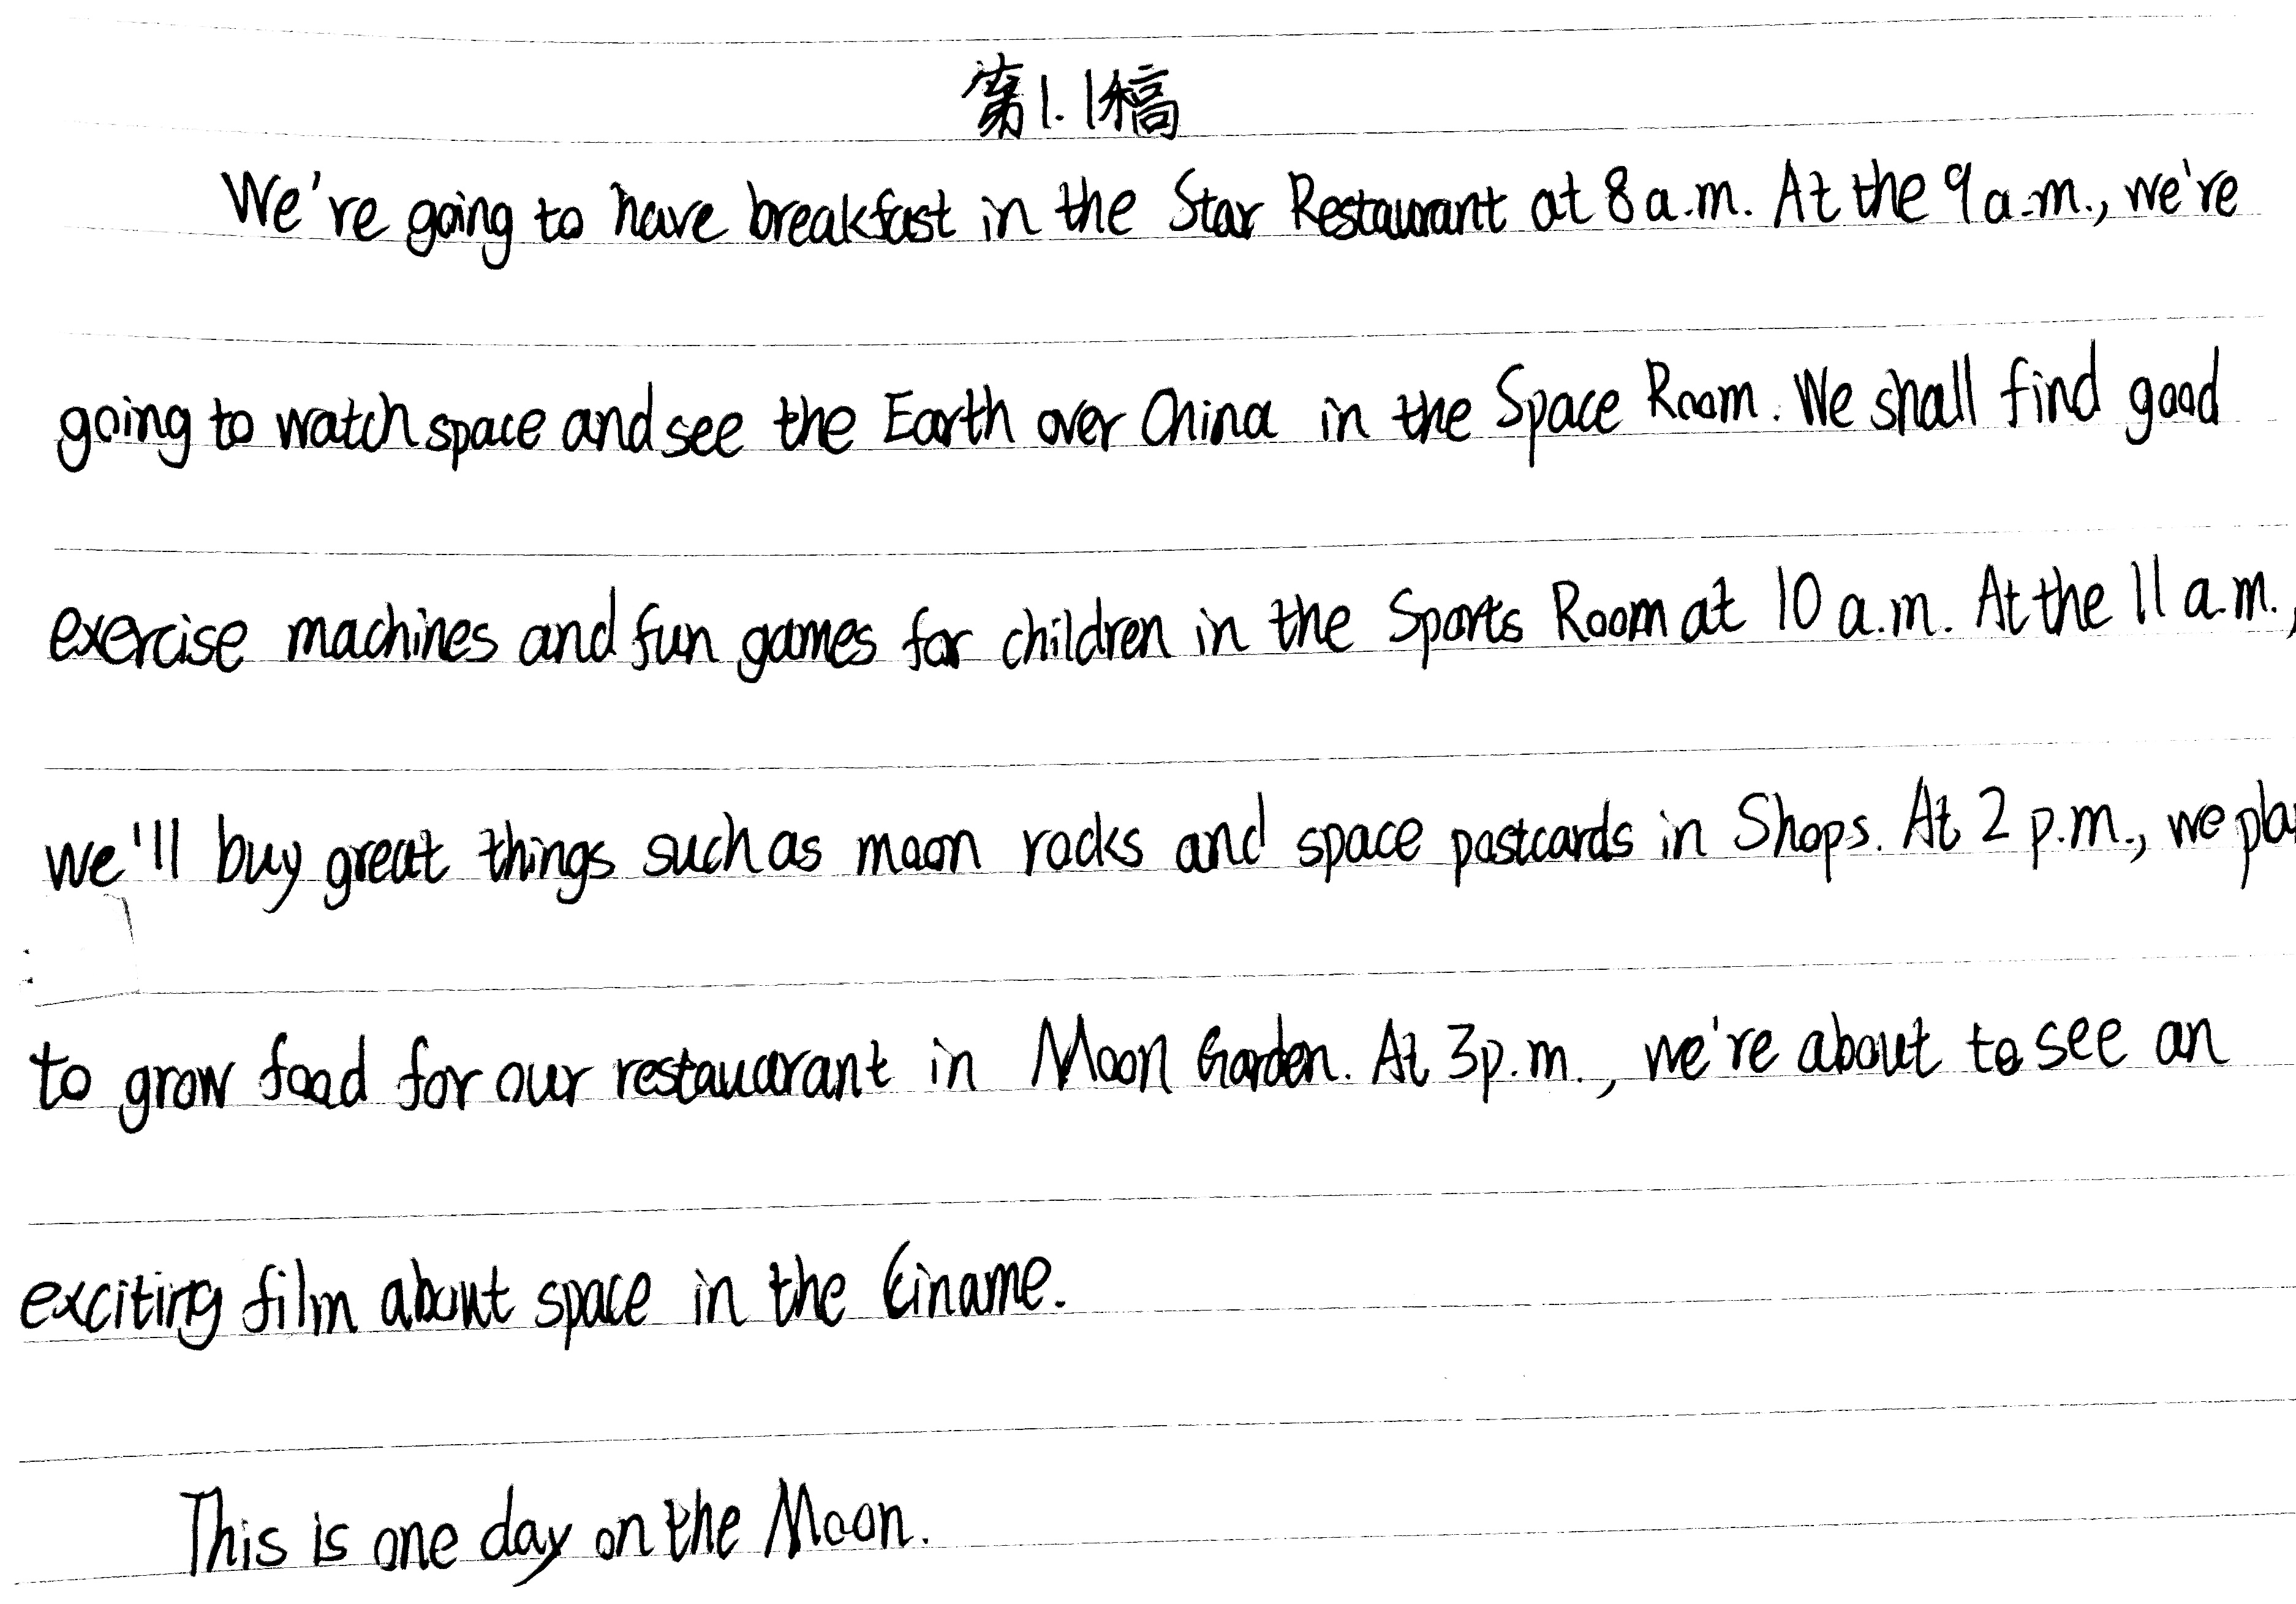 第1.1稿
We're going to have breakfast in the Star Restaurant at 8 a.m. At the 9 a.m., we're
going to watch space and see the Earth over China in the Space Room. We shall find good
exercise machines and fun games for children in the Sports Room at 10 a.m. At the 11 a.m.,
we'll buy great things such as moon rocks and space postcards in Shops. At 2 p.m., we pla
to grow food for our restauarant in Moon Garden. At 3 p.m., we're about to see an
exciting film about space in the Ciname.
This is one day on the Moon.